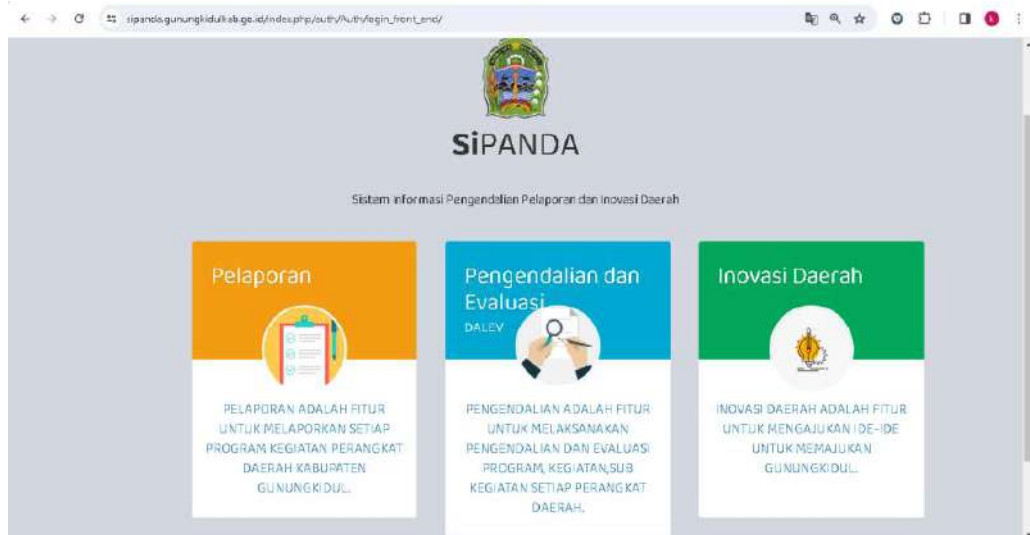 sipanda.gunungkidulkab.go.id/index.php/auth/Auth/login_front_end/
SiPANDA
Sistem Informasi Pengendalian Pelaporan dan Inovasi Daerah
Pelaporan
PELAPORAN ADALAH FITUR
UNTUK MELAPORKAN SETIAP
PROGRAM KEGIATAN PERANGKAT
DAERAH KABUPATEN
GUNUNGKIDUL.
Pengendalian dan
Evaluasi
DALEV
PENGENDALIAN ADALAH FITUR
UNTUK MELAKSANAKAN
PENGENDALIAN DAN EVALUASI
PROGRAM, KEGIATAN,SUB
KEGIATAN SETIAP PERANGKAT
DAERAH.
Inovasi Daerah
INOVASI DAERAH ADALAH FITUR
UNTUK MENGAJUKAN IDE-IDE
UNTUK MEMAJUKAN
GUNUNGKIDUL.